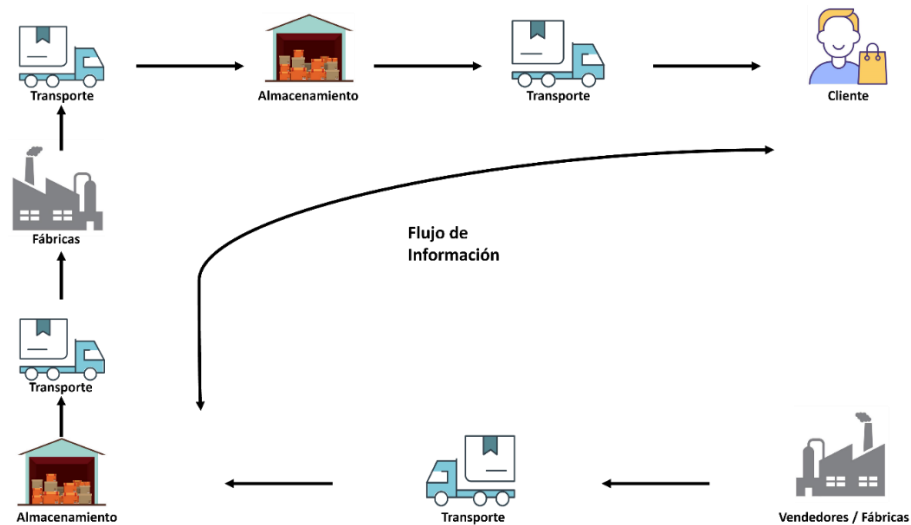 Transporte
Almacenamiento
Transporte
Cliente
Fábricas
Flujo de
Información
Transporte
Almacenamiento
Transporte
Vendedores / Fábricas